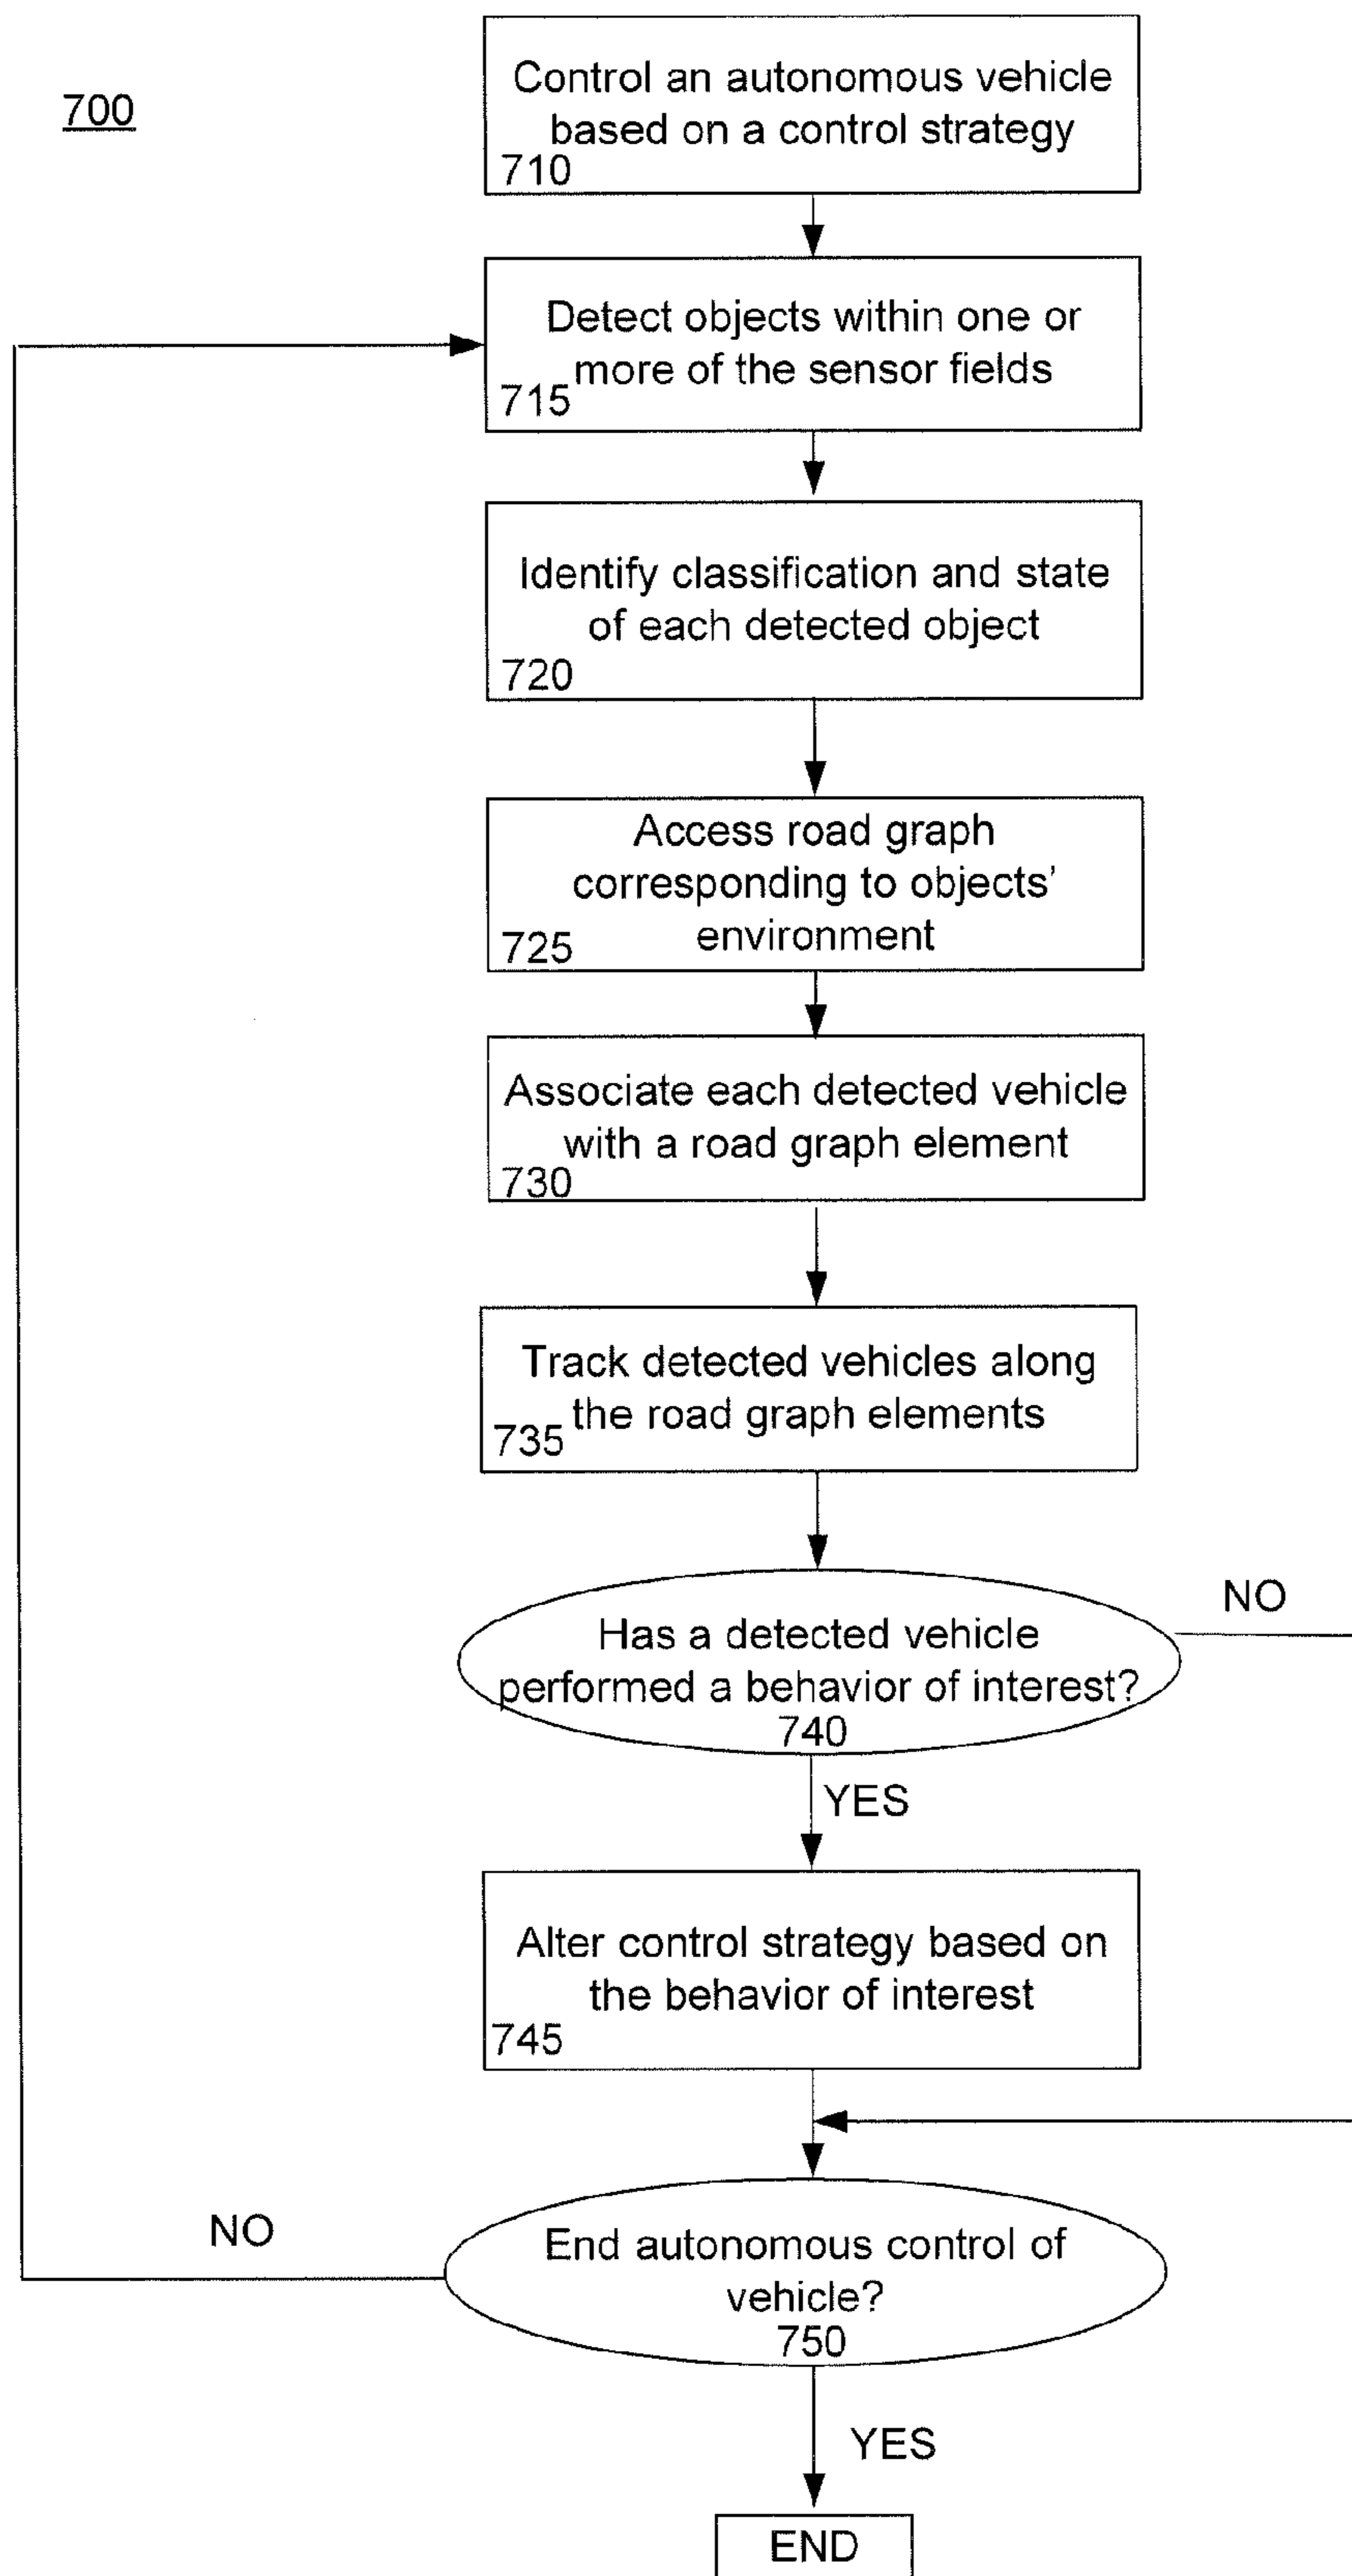 700
Control an autonomous vehicle
based on a control strategy
710
Detect objects within one or
more of the sensor fields
715
Identify classification and state
of each detected object
720
Access road graph
corresponding to objects’
environment
725
Associate each detected vehicle
with a road graph element
730
Track detected vehicles along
the road graph elements
735
Has a detected vehicle
performed a behavior of interest?
740
NO
YES
Alter control strategy based on
the behavior of interest
745
NO
End autonomous control of
vehicle?
750
YES
END